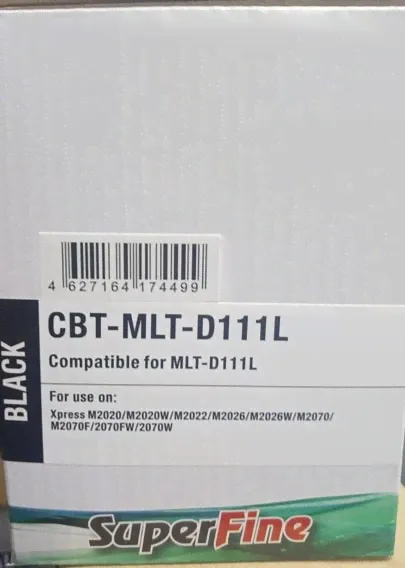 4 627164 174499
BLACK
CBT-MLT-D111L
Compatible for MLT-D111L
For use on:
Xpress M2020/M2020W/M2022/M2026/M2026W/M2070/
M2070F/2070FW/2070W
SuperFine